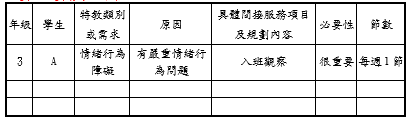 年級 學生 特教類別或需求 原因 具體間接服務項目及規劃內容 必要性 節數
3 A 情緒行為障礙 有嚴重情緒行為問題 入班觀察 很重要 每週1節